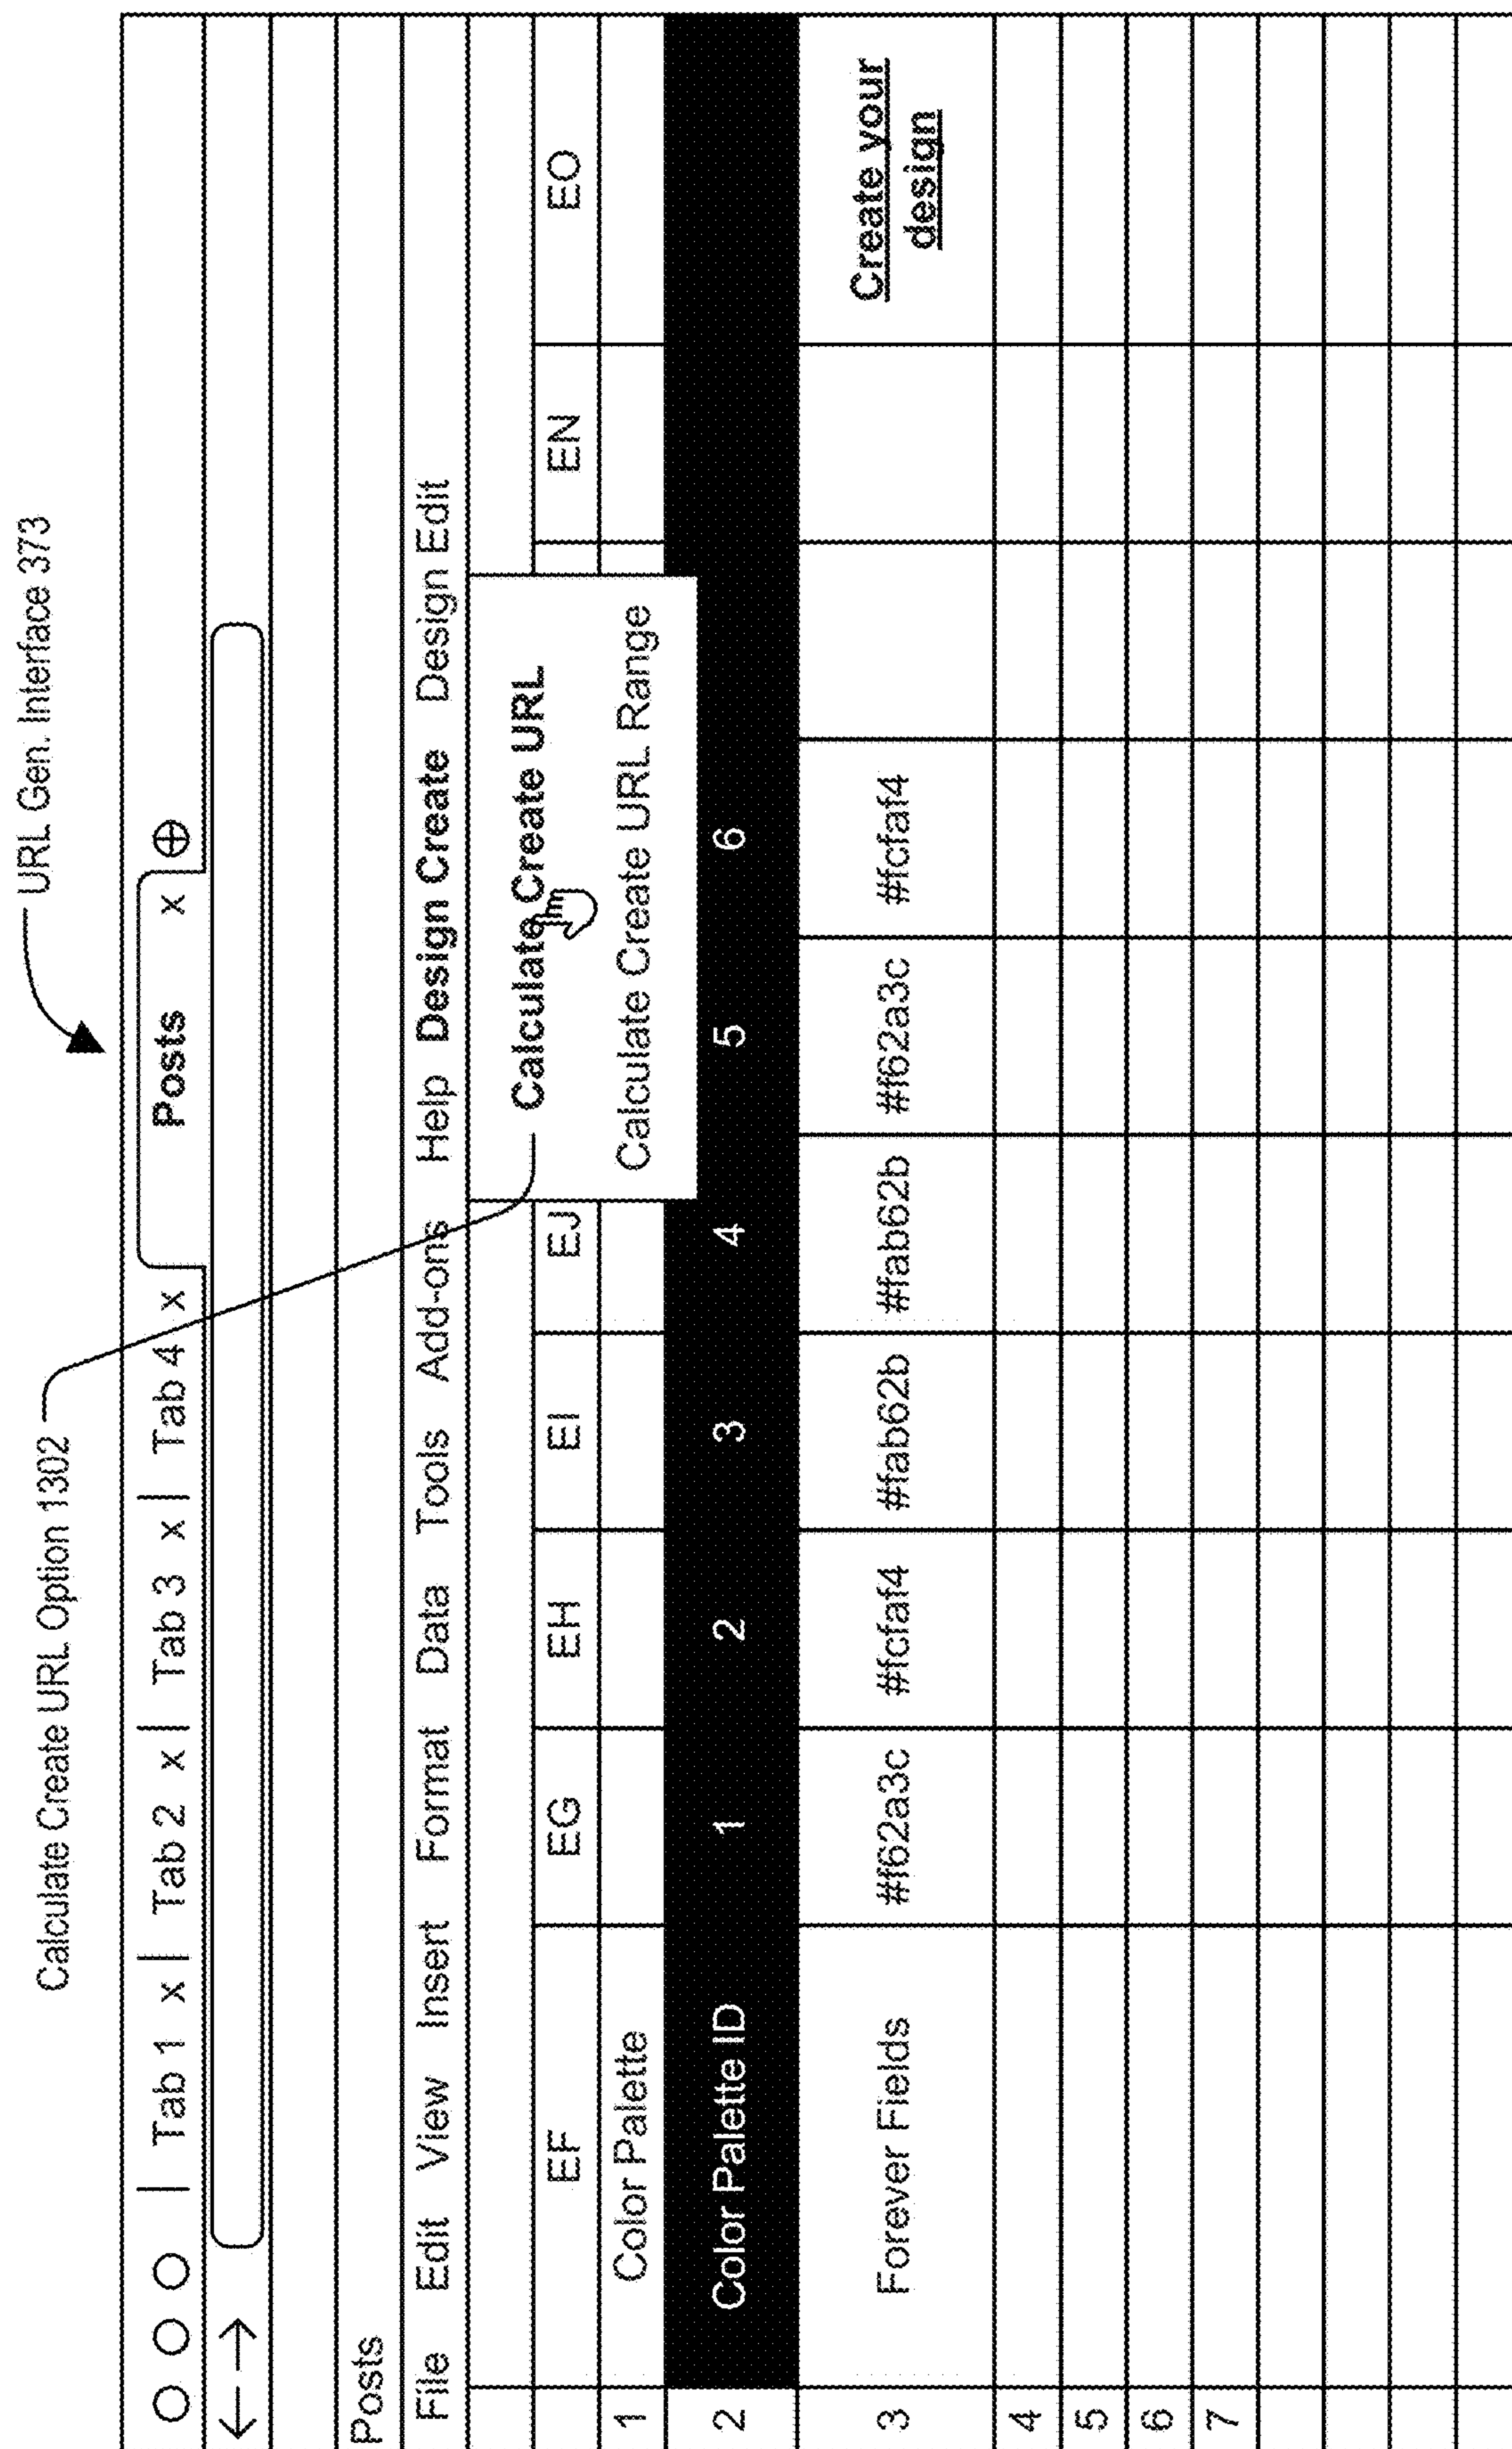 URL Gen. Interface 373
Calculate Create URL Option 1302
Tab 1 x | Tab 2 x | Tab 3 x | Tab 4 x Posts x
Posts
File Edit View Insert Format Data Tools Add-ons Help Design Create Design Edit
Calculate Create URL
Calculate Create URL Range
EF EG EH EI EJ EN EO
1 Color Palette
2 Color Palette ID 1 2 3 4 5 6
3 Forever Fields #f62a3c #fcfaf4 #fab62b #fab62b #f62a3c #fcfaf4 Create your
design
4
5
6
7